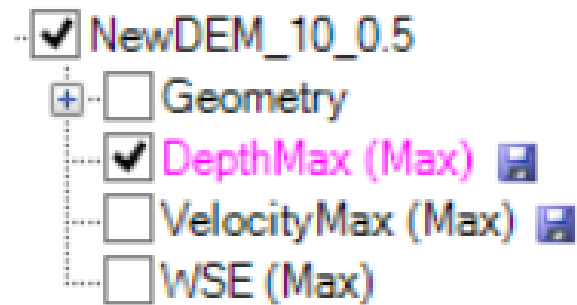 NewDEM_10_0.5
Geometry
DepthMax (Max)
VelocityMax (Max)
WSE (Max)